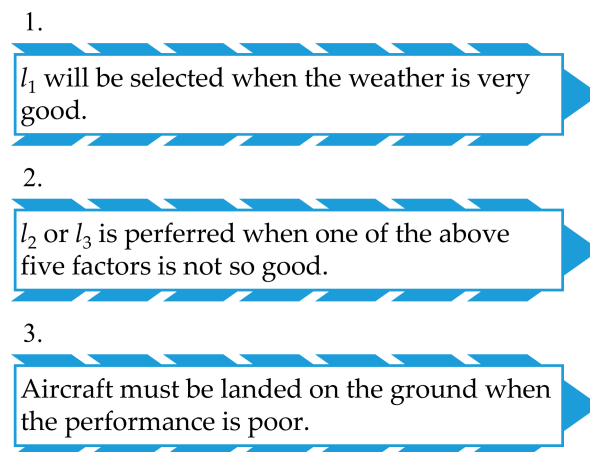 1.
l₁ will be selected when the weather is very
good.
2.
l₂ or l₃ is perferred when one of the above
five factors is not so good.
3.
Aircraft must be landed on the ground when
the performance is poor.